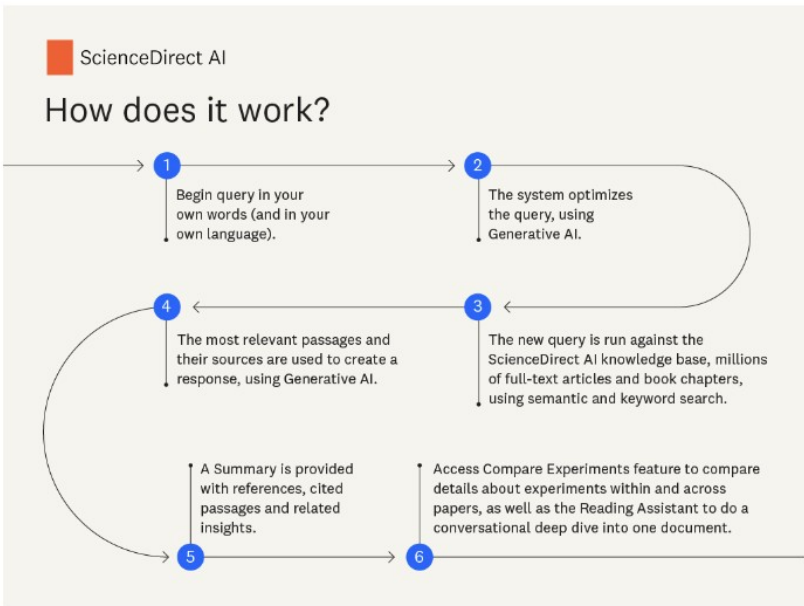 ScienceDirect AI
How does it work?
1
Begin query in your
own words (and in your
own language).
2
The system optimizes
the query, using
Generative AI.
3
The new query is run against the
ScienceDirect AI knowledge base, millions
of full-text articles and book chapters,
using semantic and keyword search.
4
The most relevant passages and
their sources are used to create a
response, using Generative AI.
5
A Summary is provided
with references, cited
passages and related
insights.
6
Access Compare Experiments feature to compare
details about experiments within and across
papers, as well as the Reading Assistant to do a
conversational deep dive into one document.